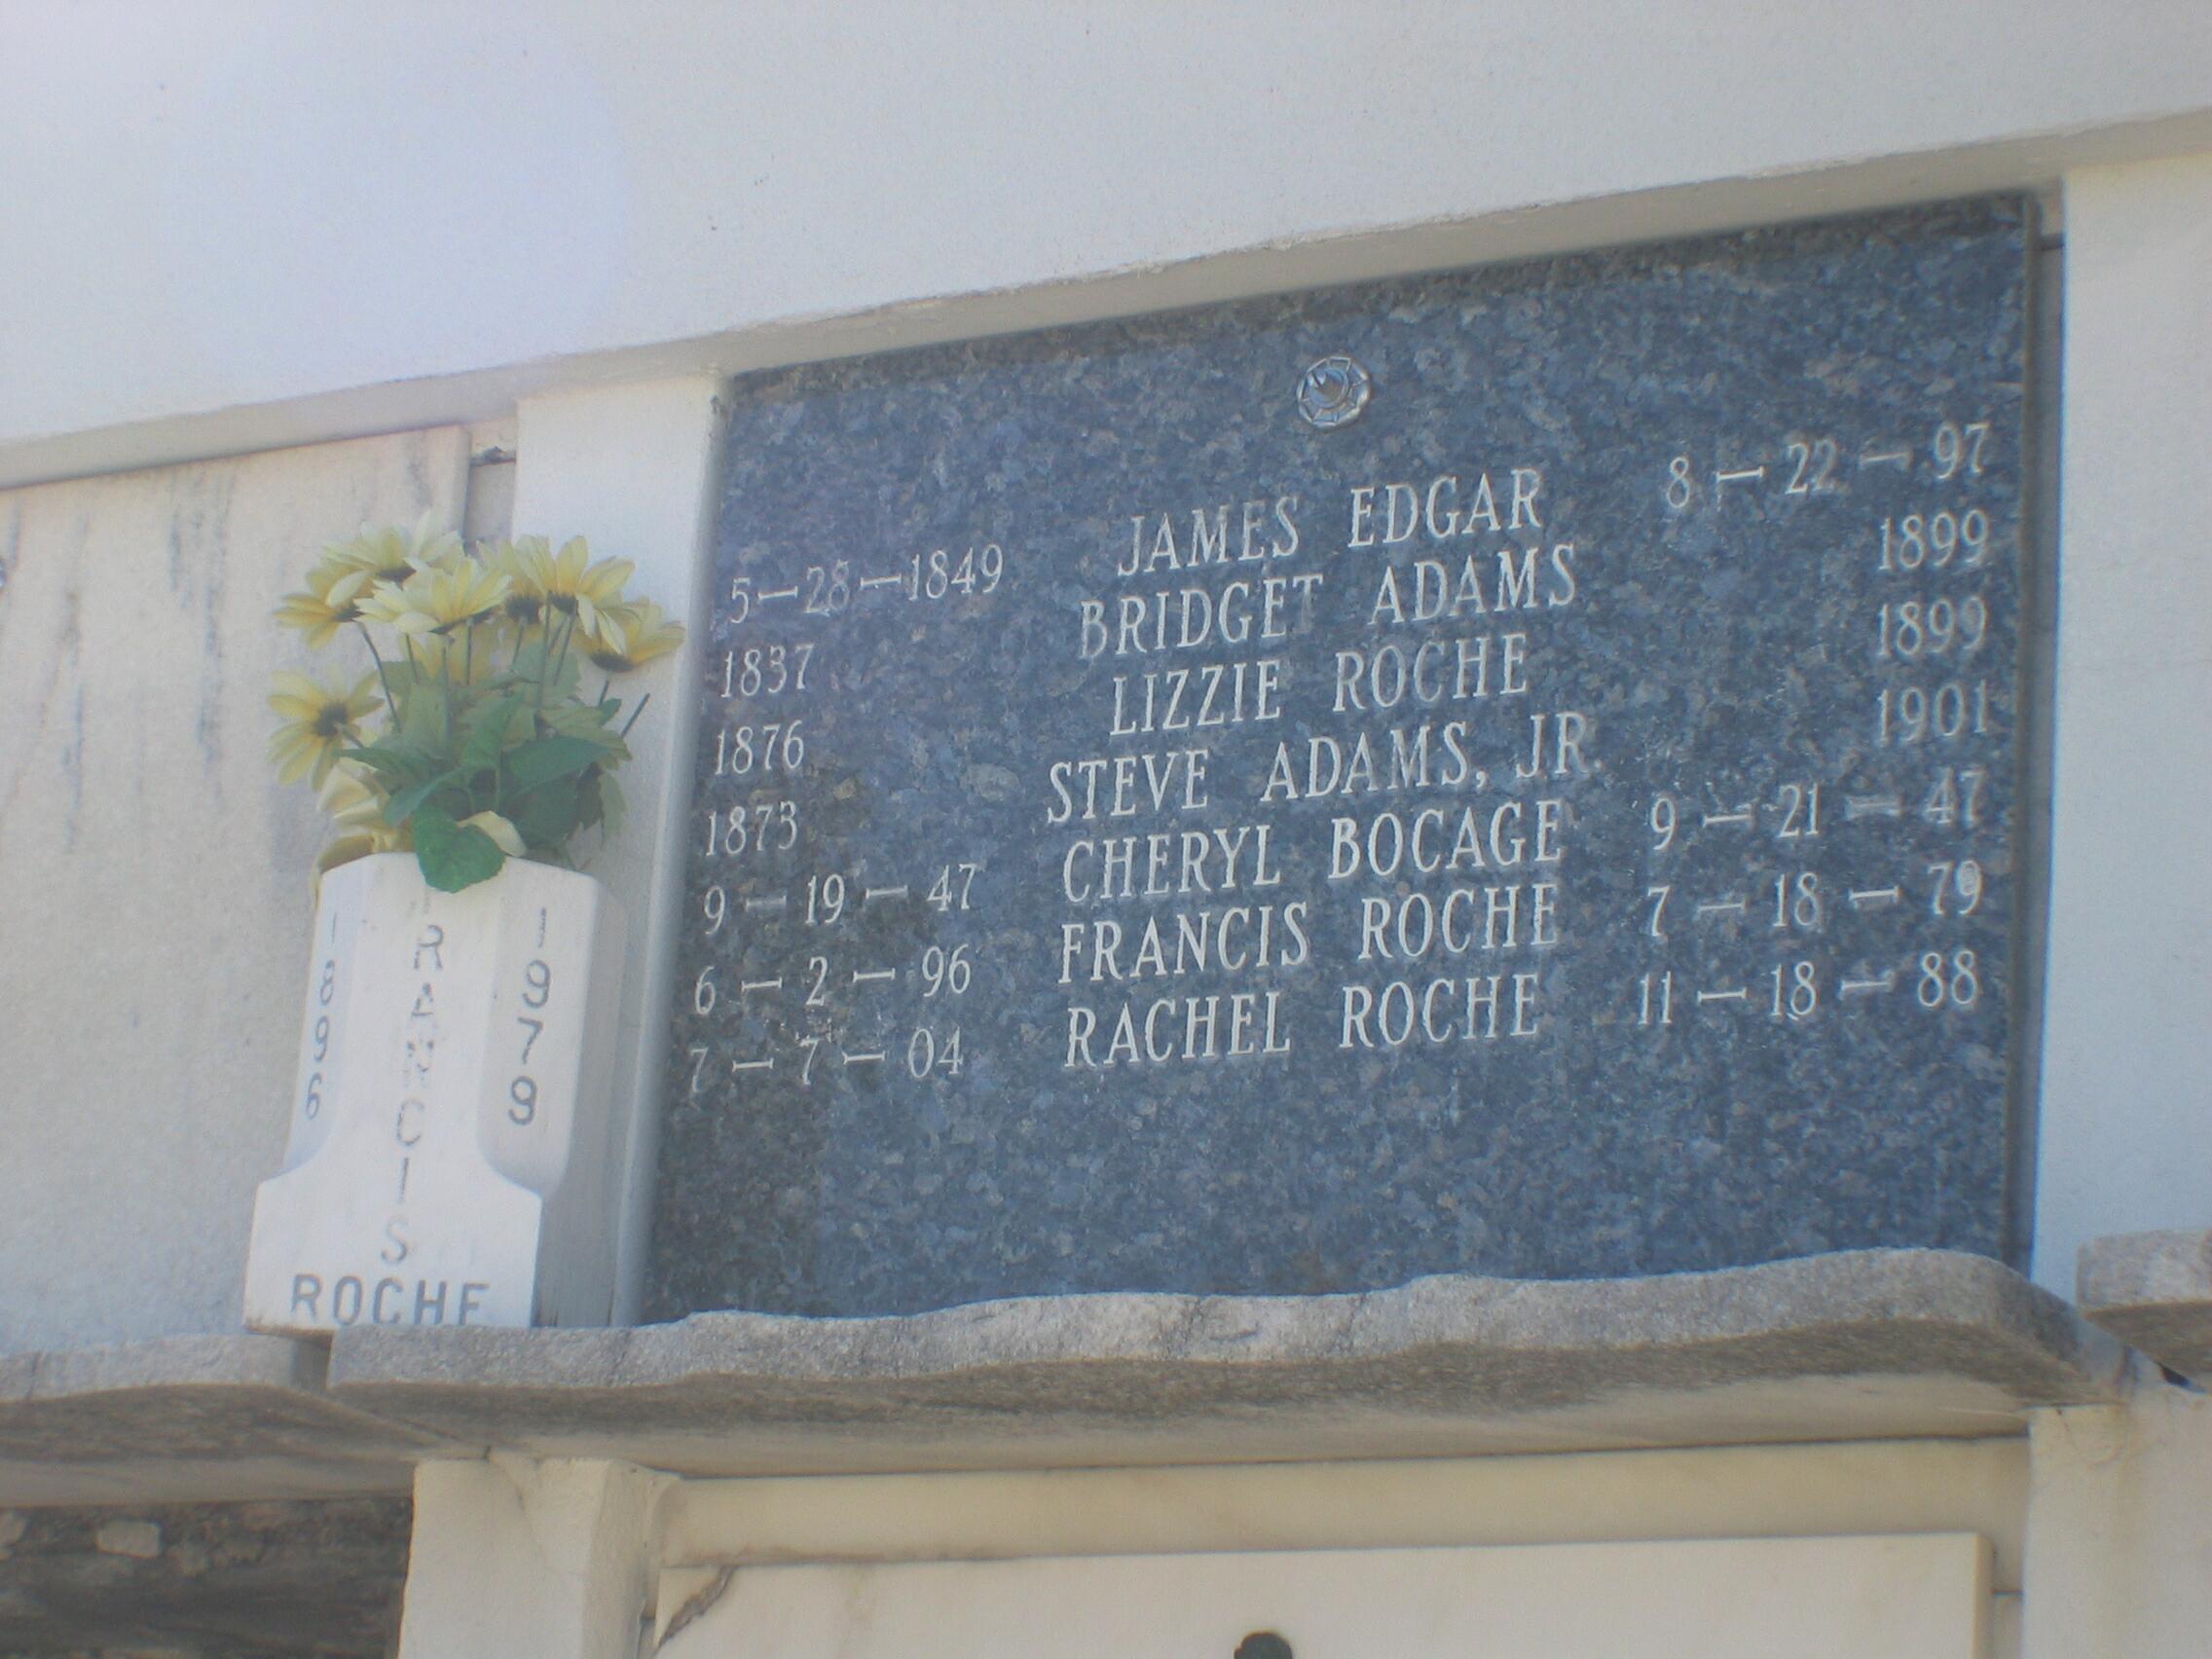 5-28-1849 JAMES EDGAR 8-22-97
1837 BRIDGET ADAMS 1899
1876 LIZZIE ROCHE 1899
1873 STEVE ADAMS, JR. 1901
9-19-47 CHERYL BOCAGE 9-21-47
6-2-96 FRANCIS ROCHE 7-18-79
7-7-04 RACHEL ROCHE 11-18-88
1896
FRANCIS
1979
ROCHE